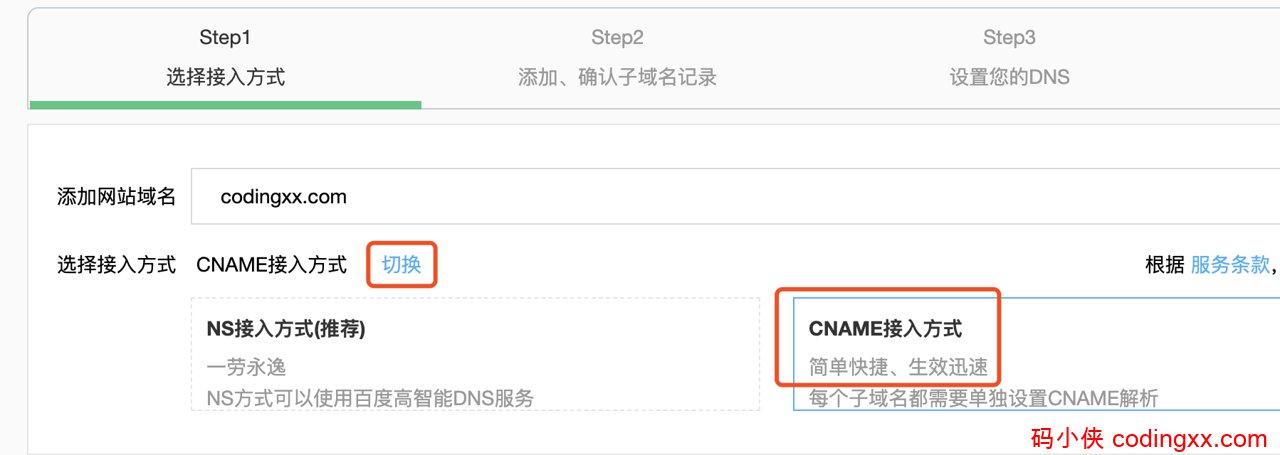 Step1 Step2 Step3
选择接入方式 添加、确认子域名记录 设置您的DNS
添加网站域名 codingxx.com
选择接入方式 CNAME接入方式 切换 根据 服务条款,
NS接入方式(推荐) CNAME接入方式
一劳永逸 简单快捷、生效迅速
NS方式可以使用百度高智能DNS服务 每个子域名都需要单独设置CNAME解析
码小侠 codingxx.com